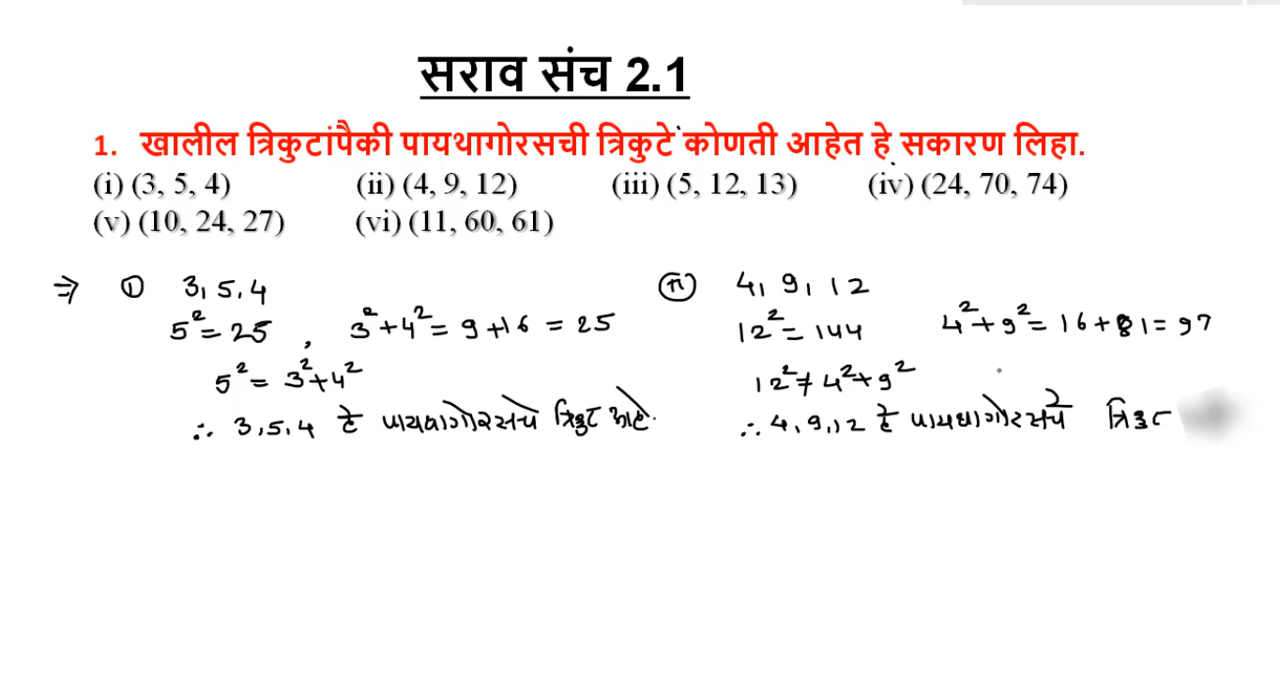 सराव संच 2.1
1. खालील त्रिकुटांपैकी पायथागोरसची त्रिकुटे कोणती आहेत हे सकारण लिहा.
(i) (3, 5, 4) (ii) (4, 9, 12) (iii) (5, 12, 13) (iv) (24, 70, 74)
(v) (10, 24, 27) (vi) (11, 60, 61)
⇒ ① 3, 5, 4
5² = 25 , 3² + 4² = 9 + 16 = 25
5² = 3² + 4²
∴ 3, 5, 4 हे पायथागोरसचे त्रिकुट आहे.
(ii) 4, 9, 12
12² = 144 4² + 9² = 16 + 81 = 97
12² ≠ 4² + 9²
∴ 4, 9, 12 हे पायथागोरसचे त्रिकुट